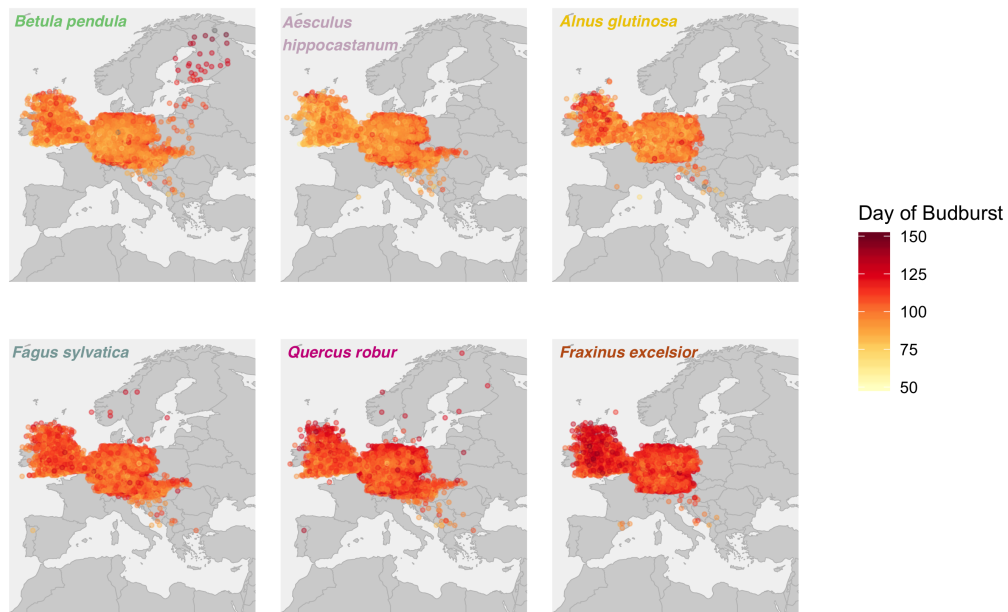 Betula pendula
Aesculus
hippocastanum
Alnus glutinosa
Day of Budburst
150
125
100
75
50
Fagus sylvatica
Quercus robur
Fraxinus excelsior